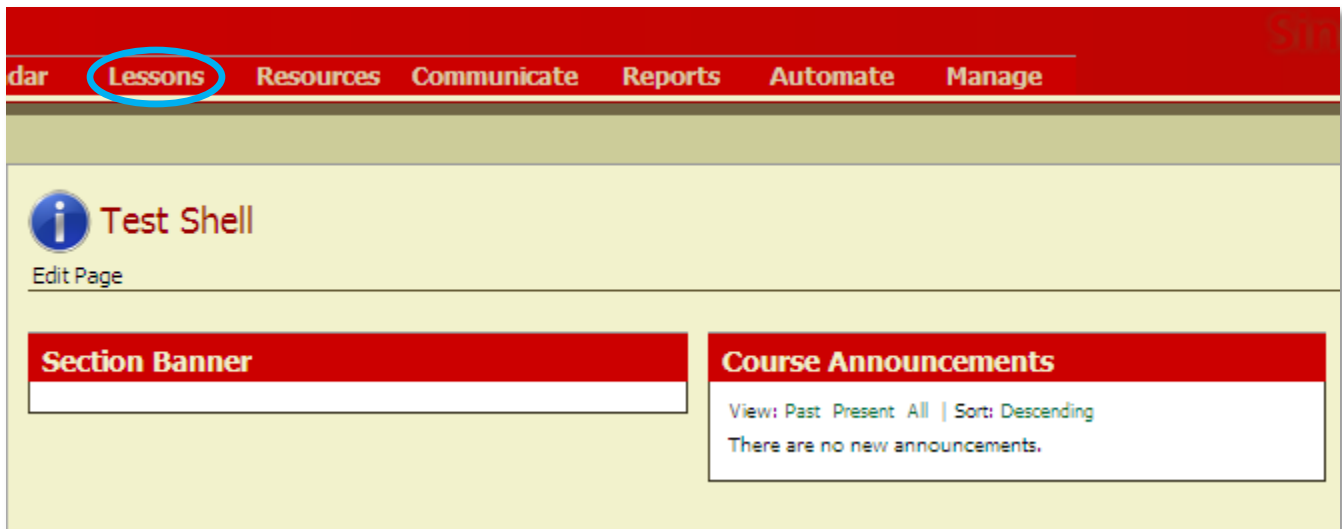 dar Lessons Resources Communicate Reports Automate Manage
Test Shell
Edit Page
Section Banner
Course Announcements
View: Past Present All | Sort: Descending
There are no new announcements.